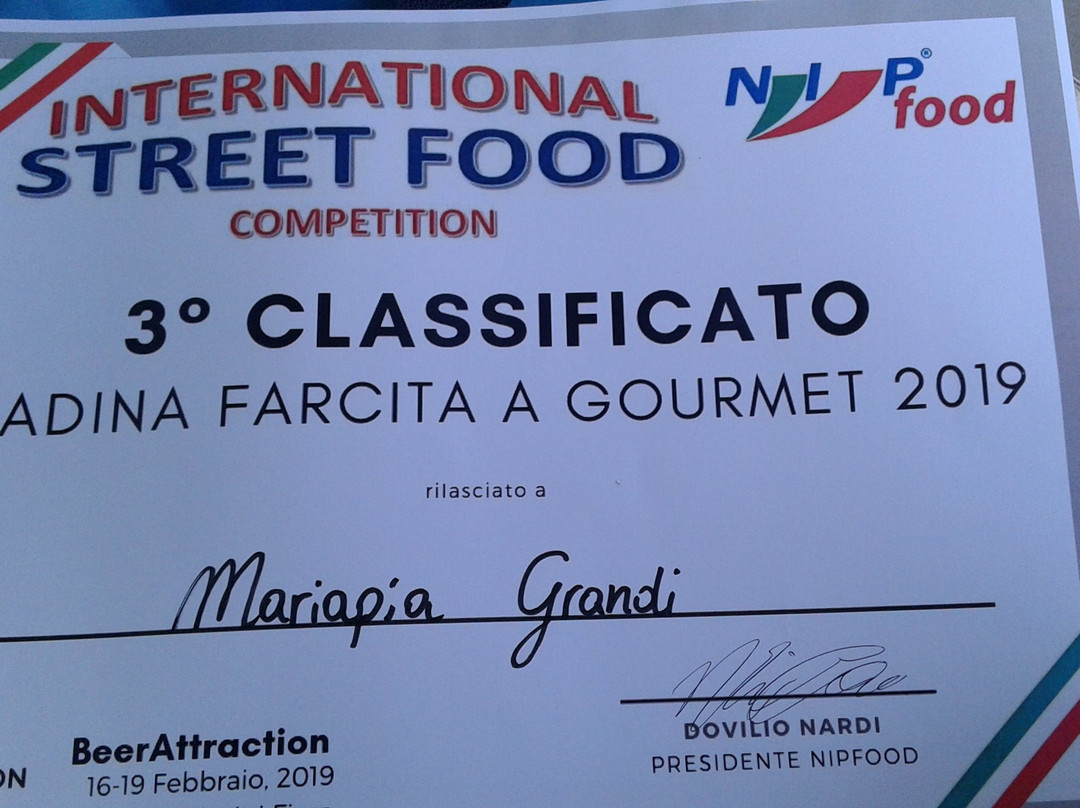 INTERNATIONAL
STREET FOOD
COMPETITION
NIP® food
3° CLASSIFICATO
ADINA FARCITA A GOURMET 2019
rilasciato a
Mariapia Grandi
DOVILIO NARDI
PRESIDENTE NIPFOOD
BeerAttraction
ON
16-19 Febbraio, 2019